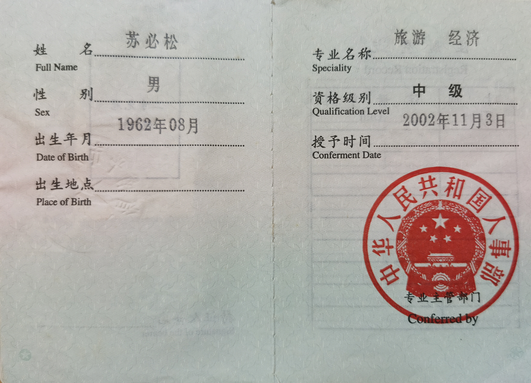 姓 名 苏必松
Full Name
性 别 男
Sex
出生年月 1962年08月
Date of Birth
出生地点
Place of Birth
专业名称 旅游 经济
Speciality
资格级别 中 级
Qualification Level
授予时间 2002年11月3日
Conferment Date
中华人民共和国人事部
专业主管部门
Conferred by